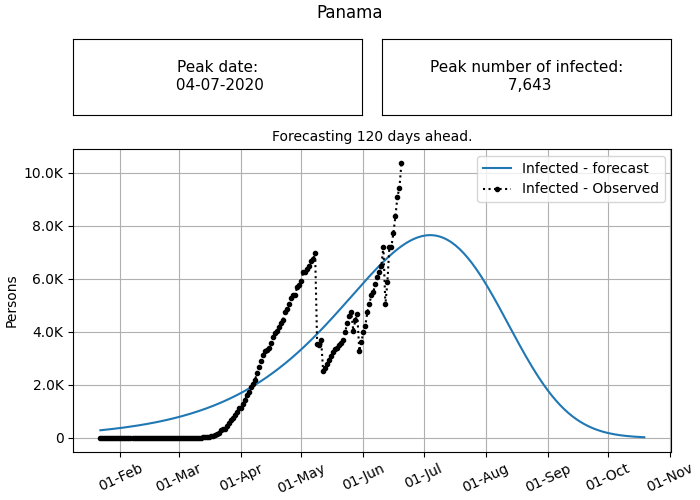 Panama
Peak date:
04-07-2020
Peak number of infected:
7,643
Forecasting 120 days ahead.
Infected - forecast
Infected - Observed
Persons
10.0K
8.0K
6.0K
4.0K
2.0K
0
01-Feb
01-Mar
01-Apr
01-May
01-Jun
01-Jul
01-Aug
01-Sep
01-Oct
01-Nov